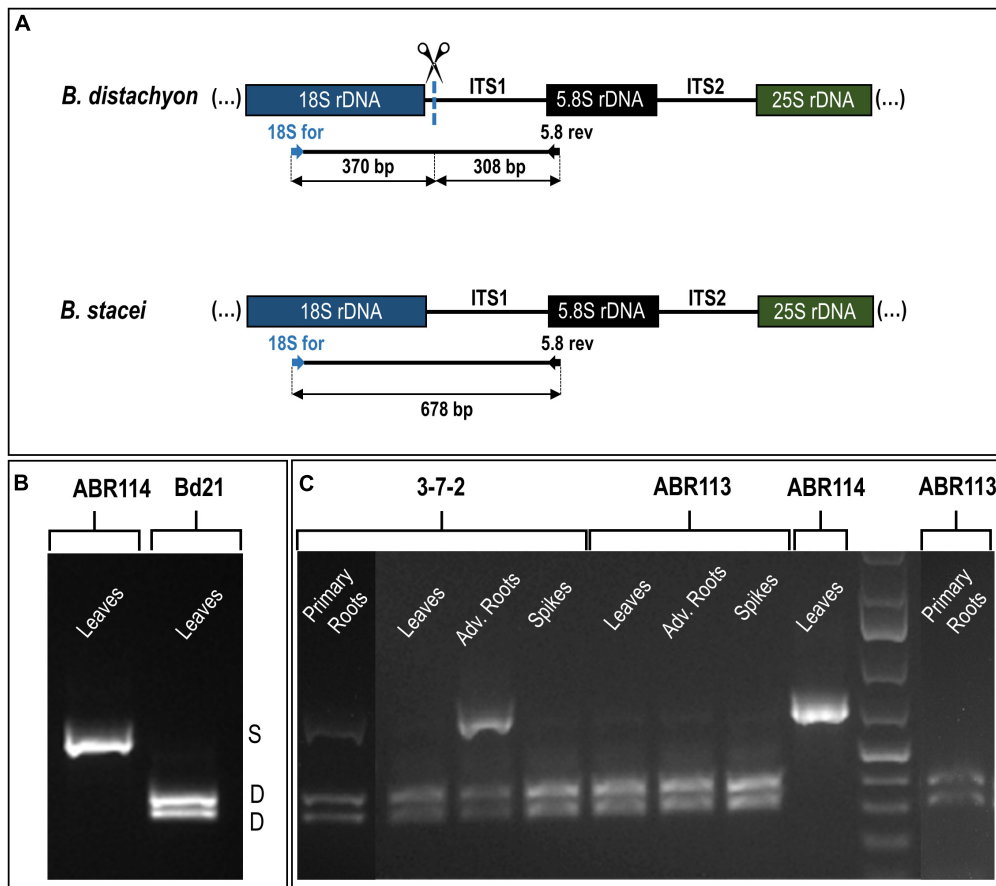 A
B. distachyon (...) 18S rDNA ITS1 5.8S rDNA ITS2 25S rDNA (...)
18S for 5.8 rev
370 bp 308 bp
B. stacei (...) 18S rDNA ITS1 5.8S rDNA ITS2 25S rDNA (...)
18S for 5.8 rev
678 bp
B
ABR114 Bd21
Leaves Leaves
S
D
D
C
3-7-2 ABR113 ABR114 ABR113
Primary
Roots
Leaves
Adv. Roots
Spikes
Leaves
Adv. Roots
Spikes
Leaves
Primary
Roots